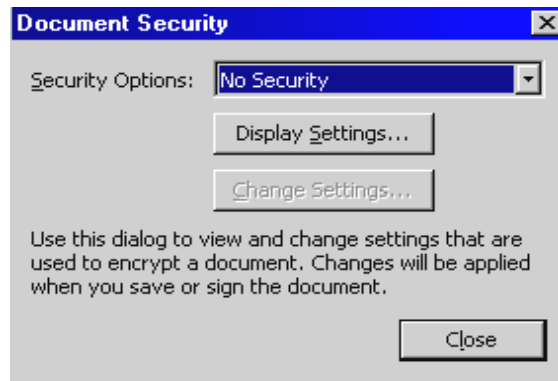 Document Security
Security Options: No Security
Display Settings...
Change Settings...
Use this dialog to view and change settings that are
used to encrypt a document. Changes will be applied
when you save or sign the document.
Close